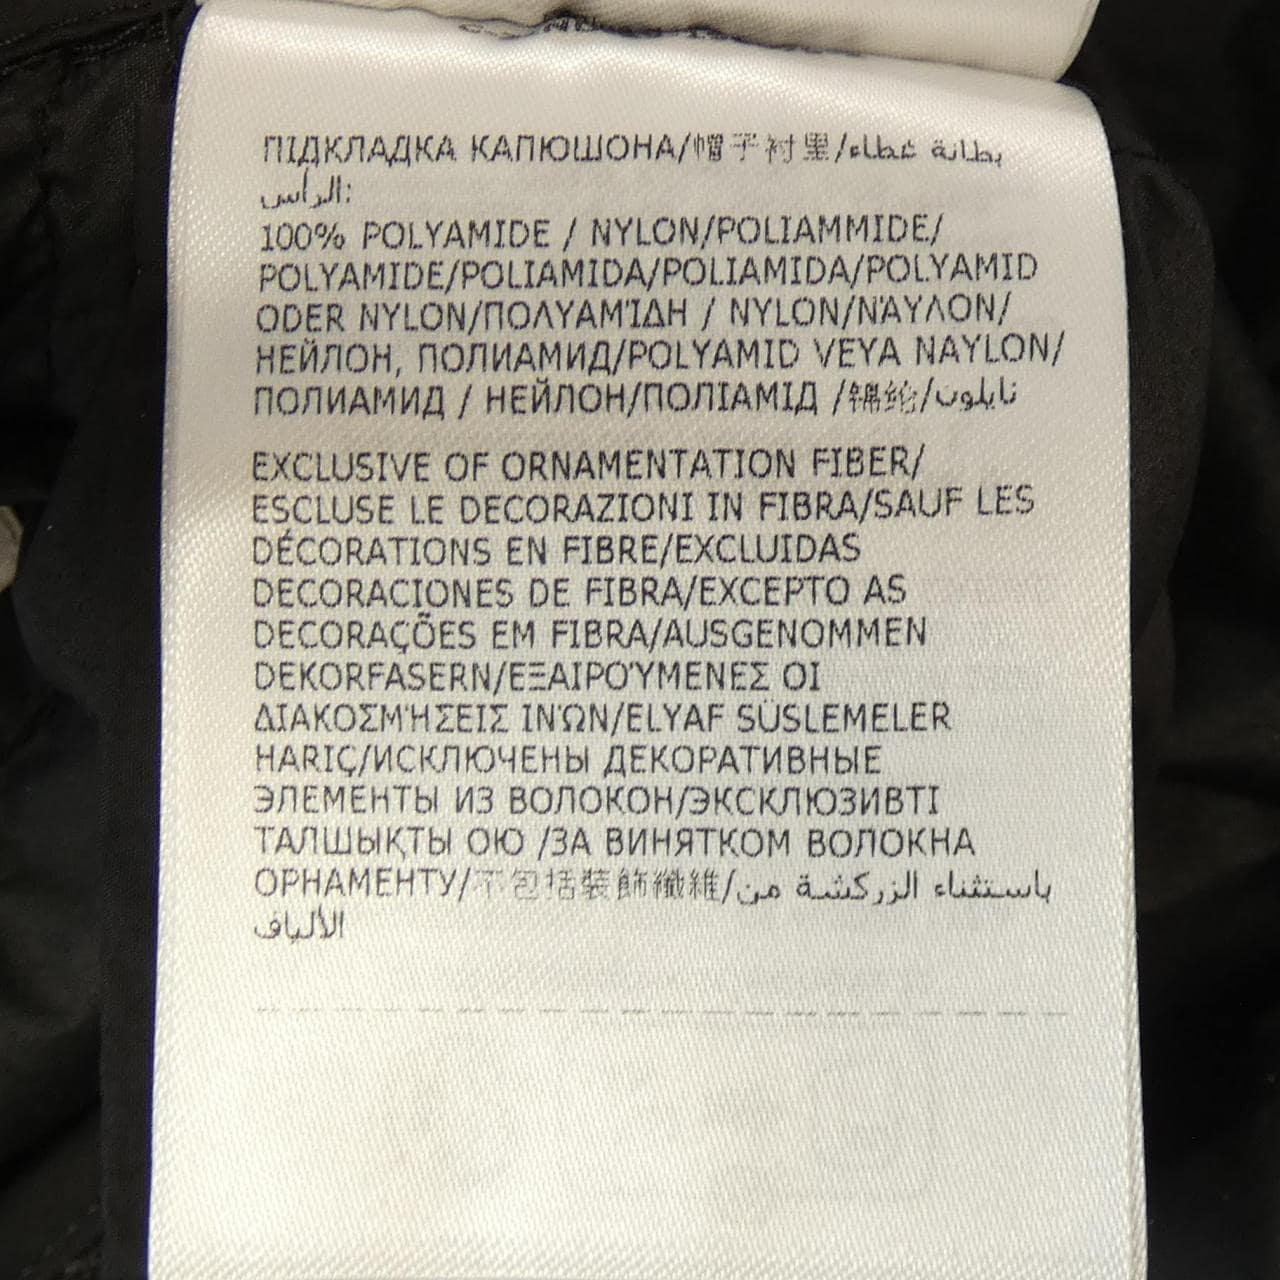 ПІДКЛАДКА КАПЮШОНА/帽子衬里/بطانة غطاء
الرأس:
100% POLYAMIDE / NYLON/POLIAMMIDE/
POLYAMIDE/POLIAMIDA/POLIAMIDA/POLYAMID
ODER NYLON/ΠΟΛΥΑΜΊΔΗ / NYLON/ΝΆΥΛΟΝ/
НЕЙЛОН, ПОЛИАМИД/POLYAMID VEYA NAYLON/
ПОЛИАМИД / НЕЙЛОН/ПОЛІАМІД /锦纶/نايلون
EXCLUSIVE OF ORNAMENTATION FIBER/
ESCLUSE LE DECORAZIONI IN FIBRA/SAUF LES
DÉCORATIONS EN FIBRE/EXCLUIDAS
DECORACIONES DE FIBRA/EXCEPTO AS
DECORAÇÕES EM FIBRA/AUSGENOMMEN
DEKORFASERN/ΕΞΑΙΡΟΎΜΕΝΕΣ ΟΙ
ΔΙΑΚΟΣΜΉΣΕΙΣ ΙΝΏΝ/ELYAF SÜSLEMELER
HARIÇ/ИСКЛЮЧЕНЫ ДЕКОРАТИВНЫЕ
ЭЛЕМЕНТЫ ИЗ ВОЛОКОН/ЭКСКЛЮЗИВТІ
ТАЛШЫҚТЫ ОЮ /ЗА ВИНЯТКОМ ВОЛОКНА
ОРНАМЕНТУ/不包括裝飾纖維/باستثناء الزركشة من
الألياف